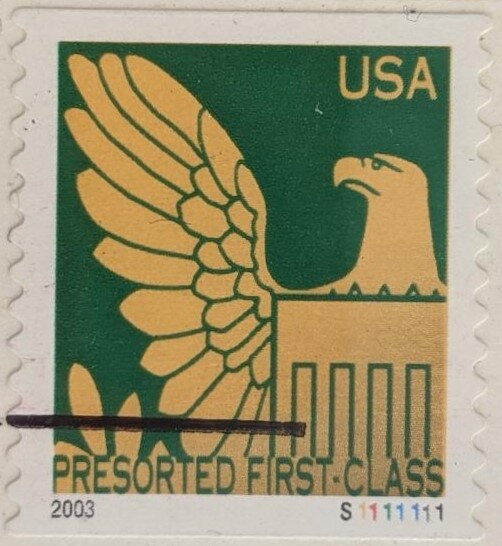 USA
PRESORTED FIRST-CLASS
2003 S1111111